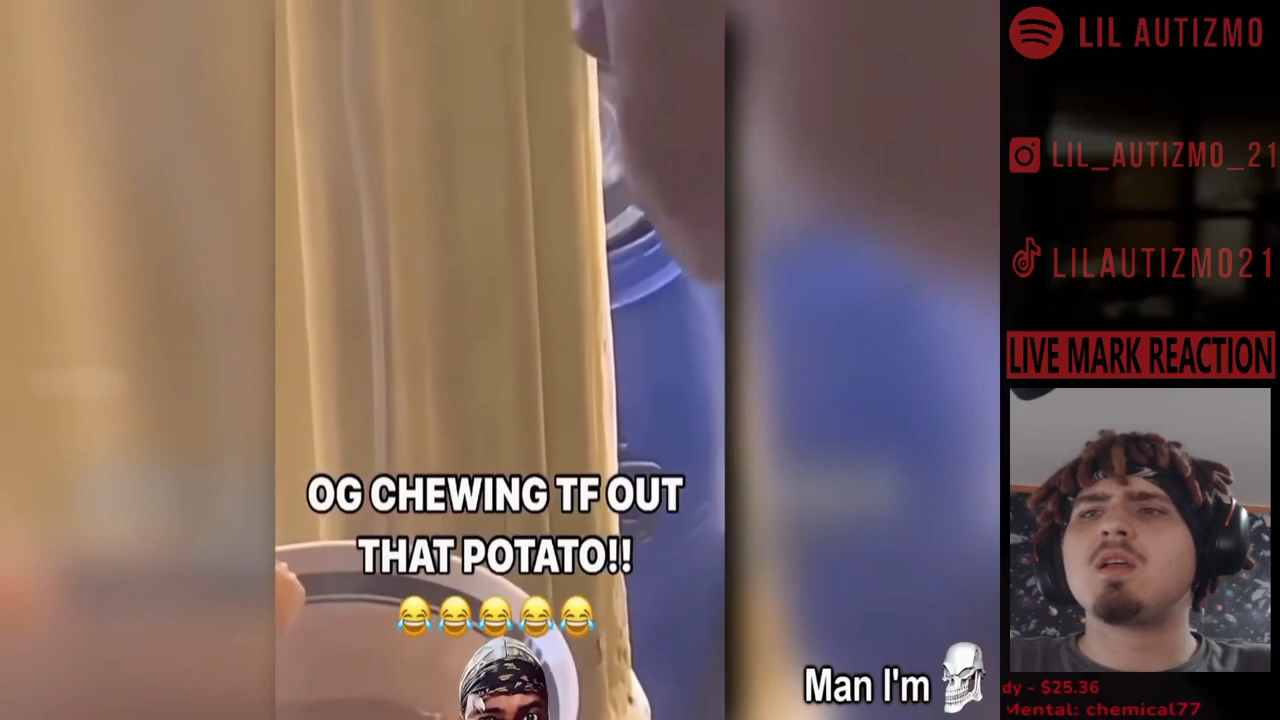 OG CHEWING TF OUT
THAT POTATO!!
😂😂😂😂😂
Man I'm 💀
LIL AUTIZMO
LIL_AUTIZMO_21
LILAUTIZMO21
LIVE MARK REACTION
dy - $25.36
Mental: chemical77